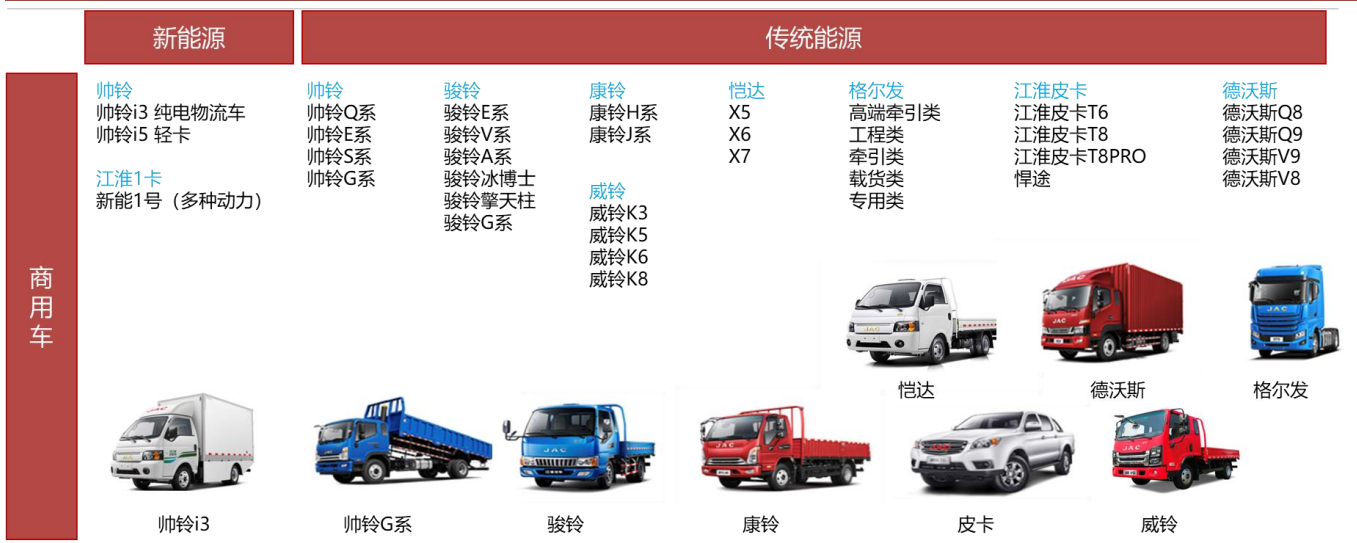 新能源
传统能源
商用车
帅铃
帅铃i3 纯电物流车
帅铃i5 轻卡
江淮1卡
新能1号（多种动力）
帅铃
帅铃Q系
帅铃E系
帅铃S系
帅铃G系
骏铃
骏铃E系
骏铃V系
骏铃A系
骏铃冰博士
骏铃擎天柱
骏铃G系
康铃
康铃H系
康铃J系
威铃
威铃K3
威铃K5
威铃K6
威铃K8
恺达
X5
X6
X7
格尔发
高端牵引类
工程类
牵引类
载货类
专用类
江淮皮卡
江淮皮卡T6
江淮皮卡T8
江淮皮卡T8PRO
悍途
德沃斯
德沃斯Q8
德沃斯Q9
德沃斯V9
德沃斯V8
JAC
JAC
JAC
恺达
德沃斯
格尔发
JAC
JAC
JAC
JAC
帅铃i3
帅铃G系
骏铃
康铃
皮卡
威铃